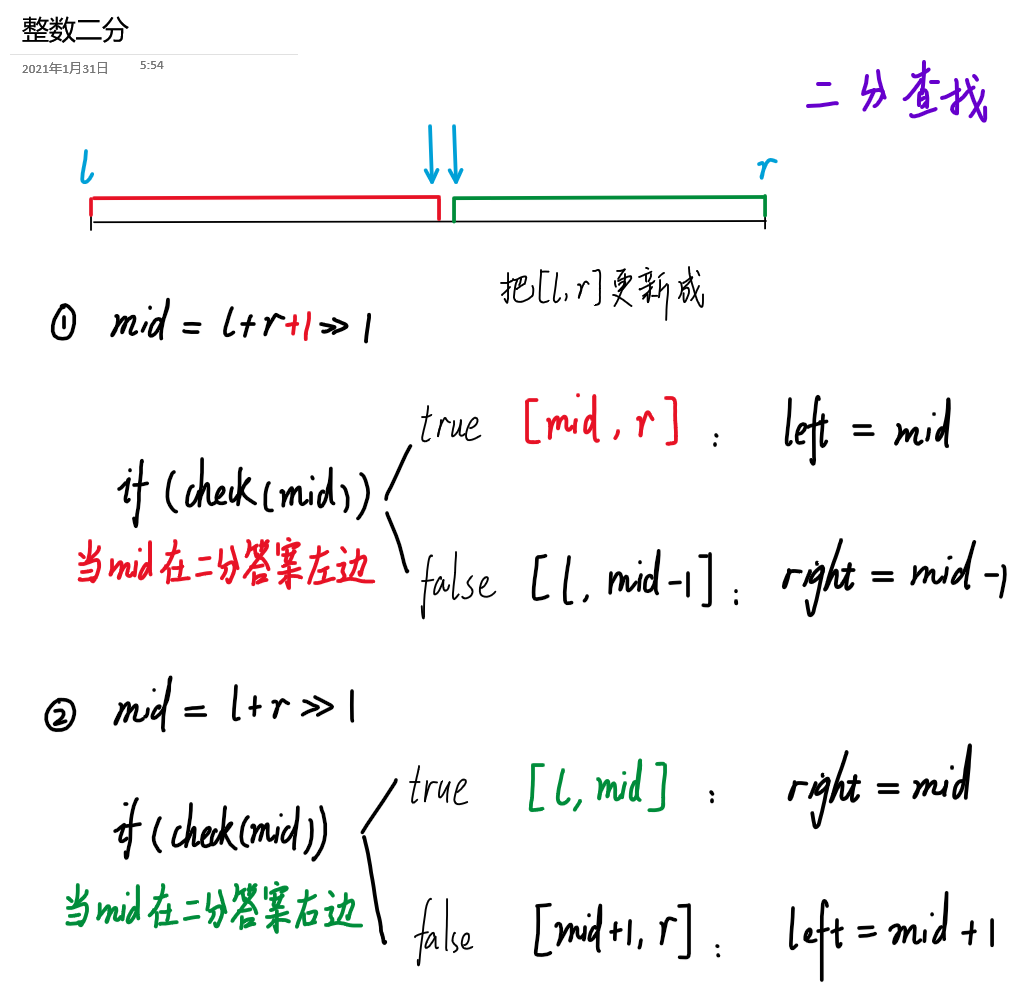 整数二分
2021年1月31日 5:54
二分查找
l r
把[l,r]更新成
① mid = l+r+1>>1
true [mid, r] : left = mid
if (check(mid))
当mid在二分答案左边
false [l, mid-1] : right = mid -1
② mid = l+r >> 1
true [l, mid] : right = mid
if (check(mid))
当mid在二分答案右边
false [mid+1, r] : left = mid + 1